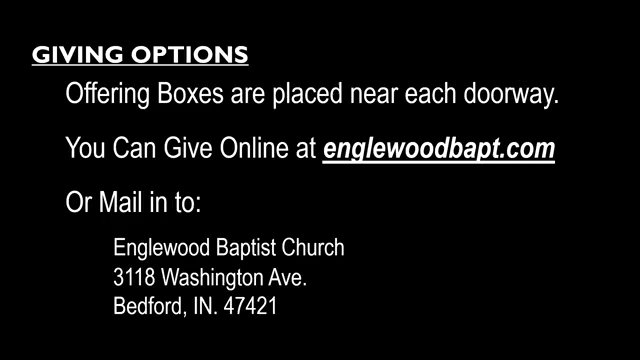 GIVING OPTIONS
Offering Boxes are placed near each doorway.
You Can Give Online at englewoodbapt.com
Or Mail in to:
Englewood Baptist Church
3118 Washington Ave.
Bedford, IN. 47421